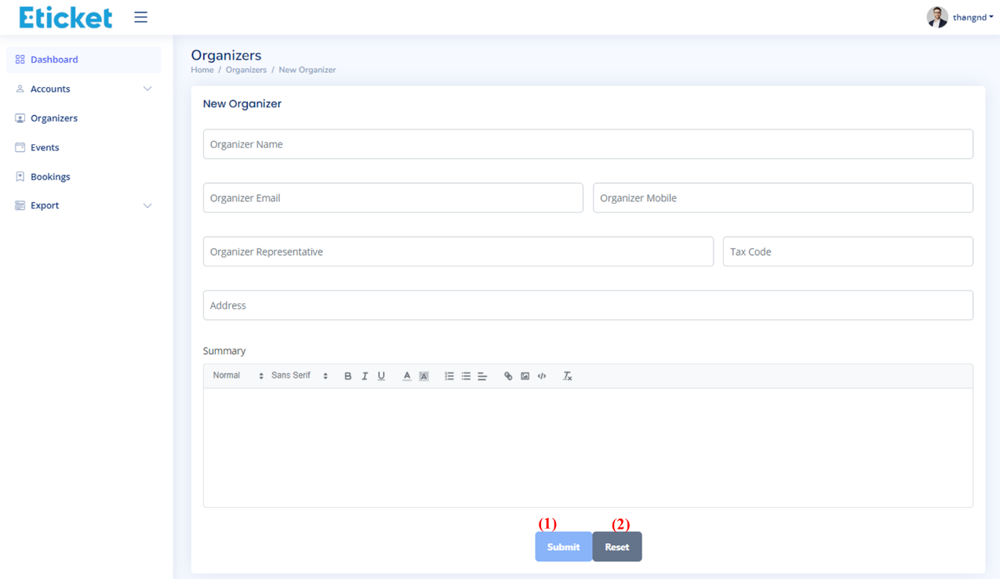 Eticket
thangnd
Dashboard
Accounts
Organizers
Events
Bookings
Export
Organizers
Home / Organizers / New Organizer
New Organizer
Organizer Name
Organizer Email
Organizer Mobile
Organizer Representative
Tax Code
Address
Summary
Normal Sans Serif B I U A A
(1) (2)
Submit Reset